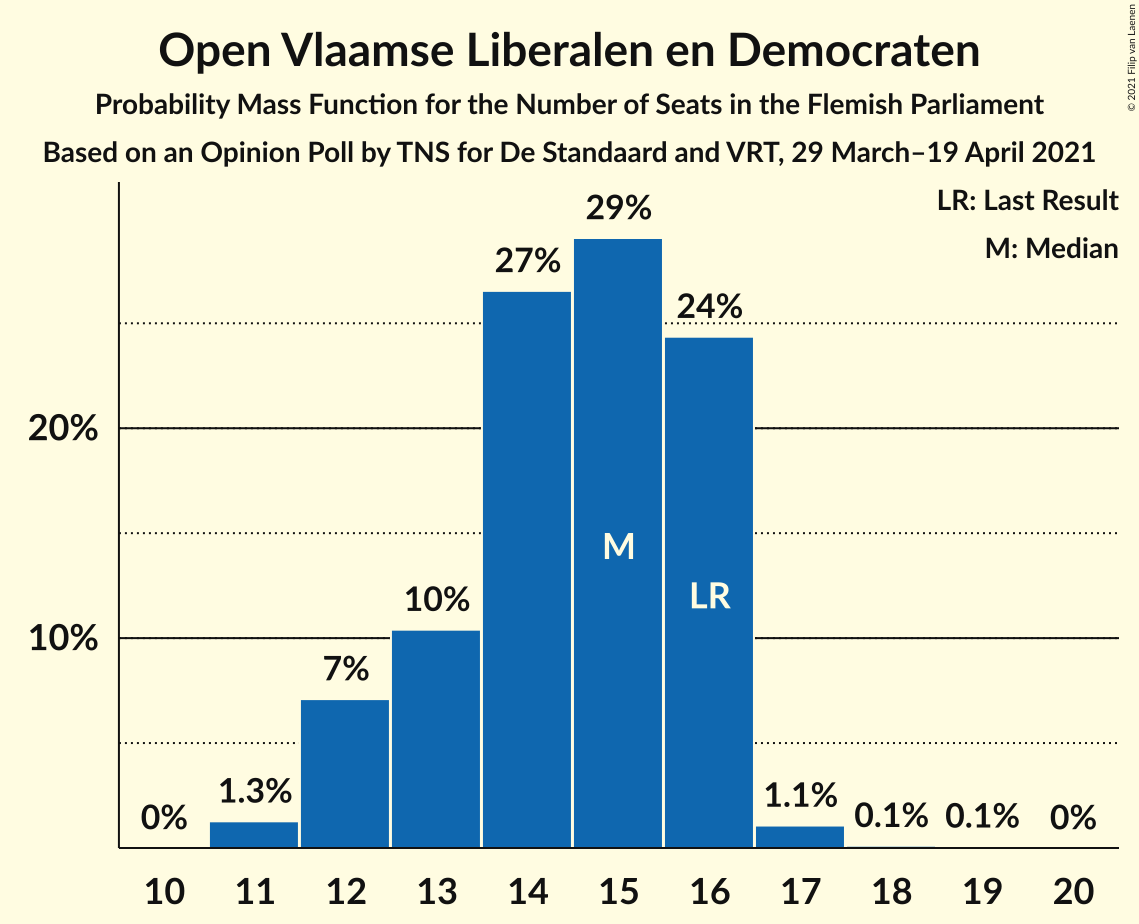 Open Vlaamse Liberalen en Democraten
Probability Mass Function for the Number of Seats in the Flemish Parliament
Based on an Opinion Poll by TNS for De Standaard and VRT, 29 March–19 April 2021
© 2021 Filip van Laenen
LR: Last Result
M: Median
20%
10%
0%
1.3%
7%
10%
27%
29%
24%
1.1%
0.1%
0.1%
0%
M
LR
10 11 12 13 14 15 16 17 18 19 20